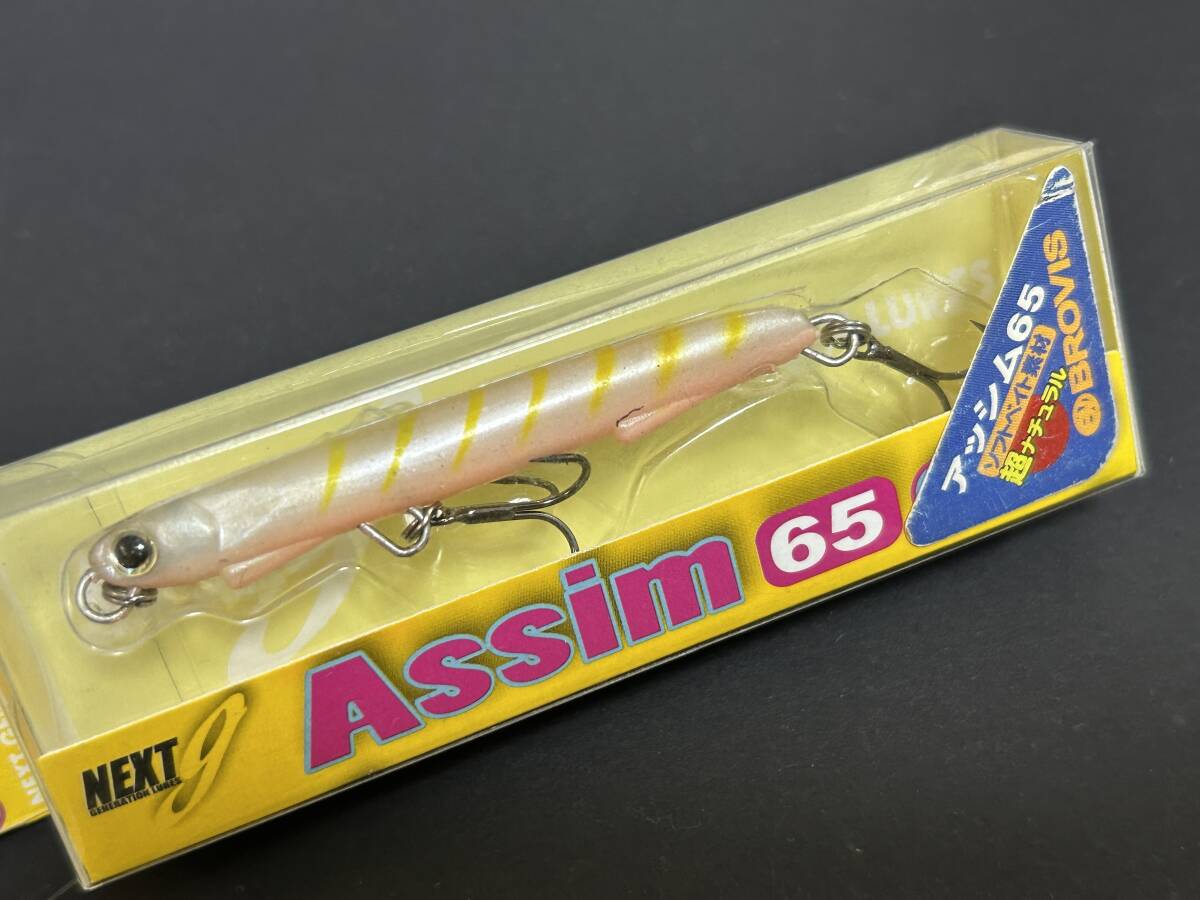 LURES
アッシム65
ソフトベイト素材
超ナチュラル
BROVIS
Assim 65
NEXT g
GENERATION LURES